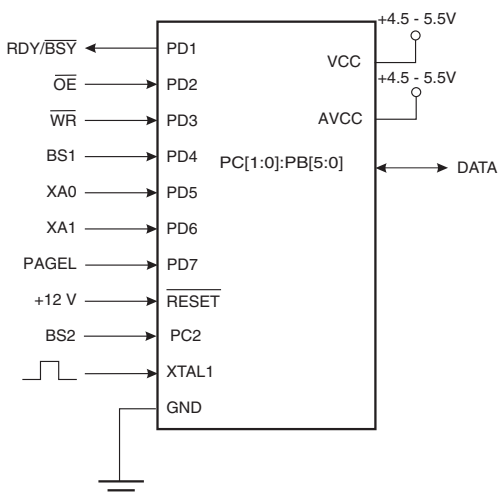 +4.5 - 5.5V
RDY/BSY PD1
VCC
OE PD2
+4.5 - 5.5V
WR PD3
AVCC
BS1 PD4
PC[1:0]:PB[5:0]
DATA
XA0 PD5
XA1 PD6
PAGEL PD7
+12 V RESET
BS2 PC2
XTAL1
GND